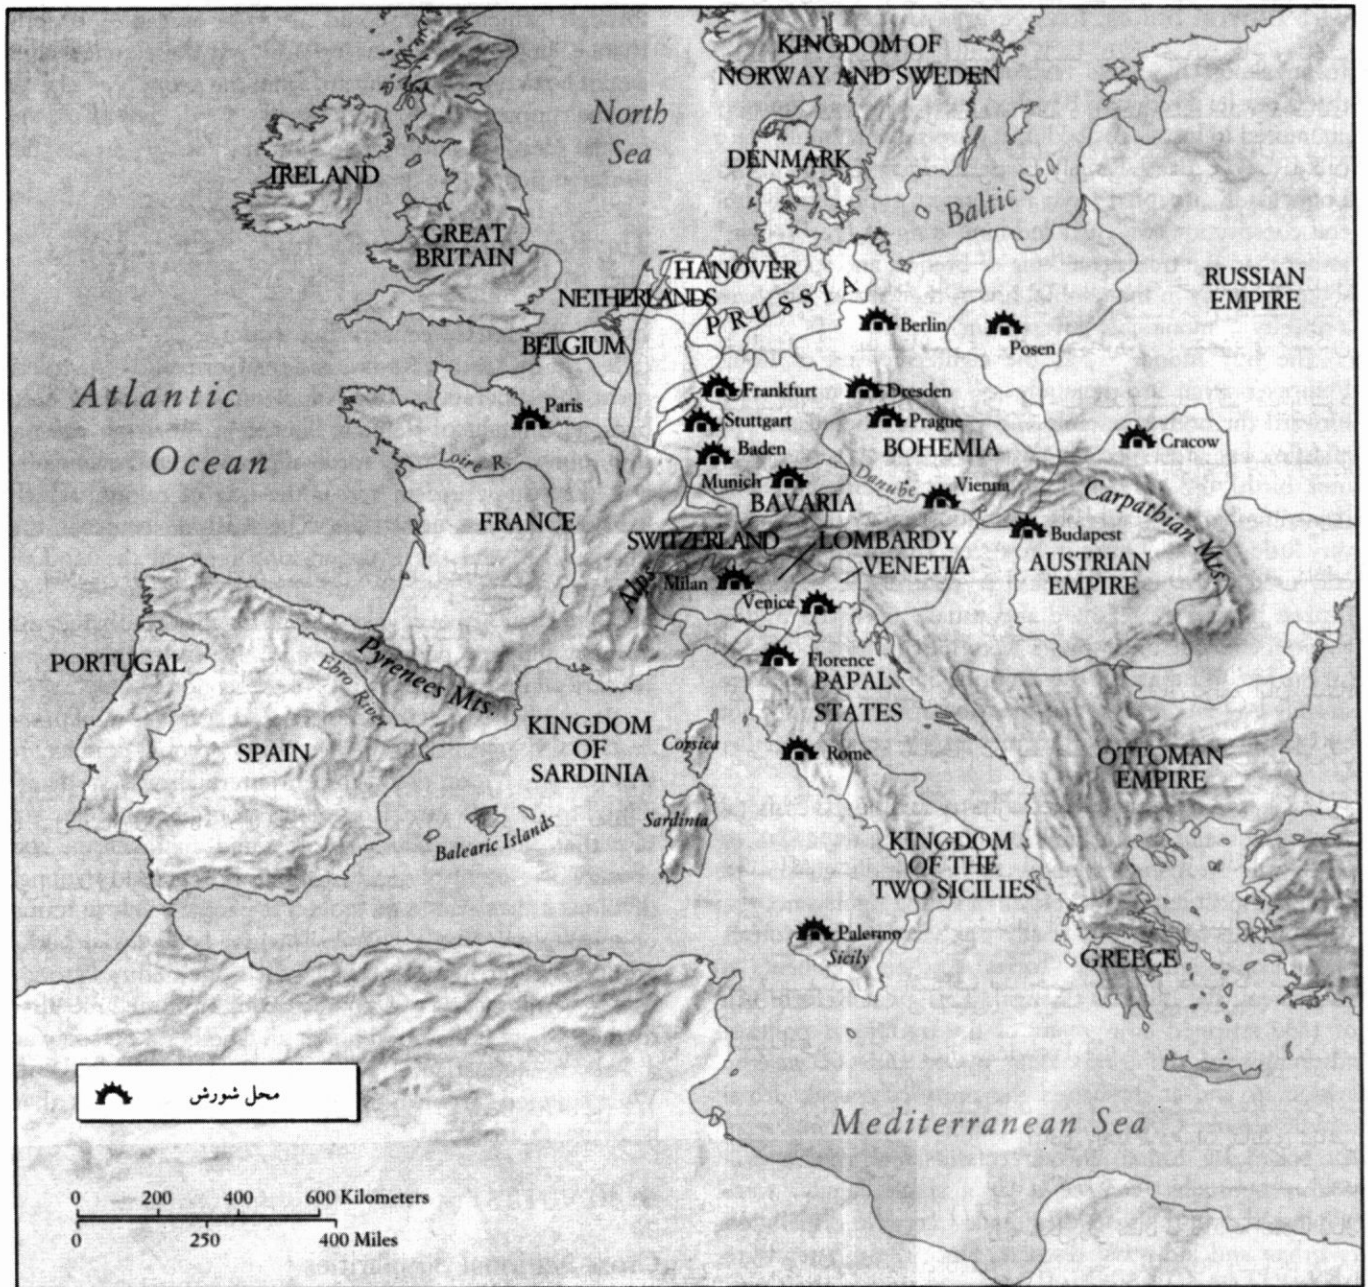 KINGDOM OF
NORWAY AND SWEDEN
North
Sea
DENMARK
IRELAND
Baltic Sea
GREAT
BRITAIN
HANOVER
RUSSIAN
EMPIRE
NETHERLANDS
PRUSSIA
Berlin
Posen
BELGIUM
Atlantic
Ocean
Frankfurt
Dresden
Paris
Stuttgart
Prague
Cracow
BOHEMIA
Baden
Loire R.
Munich
Danube R.
Vienna
Carpathian Mts.
BAVARIA
FRANCE
Budapest
SWITZERLAND
LOMBARDY
VENETIA
AUSTRIAN
EMPIRE
Alps
Milan
Venice
PORTUGAL
Ebro River
Pyrenees Mts.
Florence
PAPAL
STATES
KINGDOM
OF
SARDINIA
Corsica
SPAIN
Rome
OTTOMAN
EMPIRE
Sardinia
Balearic Islands
KINGDOM
OF THE
TWO SICILIES
Palermo
Sicily
GREECE
محل شورش
Mediterranean Sea
0 200 400 600 Kilometers
0 250 400 Miles